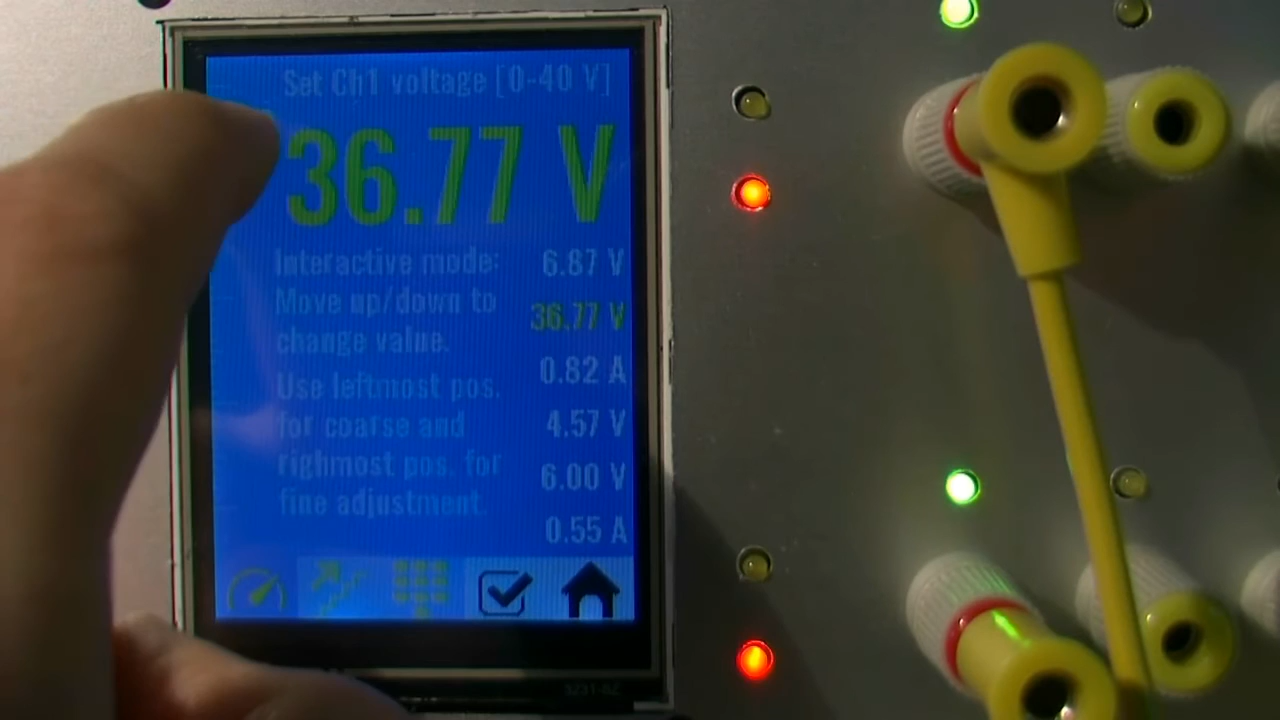 Set Ch1 voltage [0-40 V]
36.77 V
Interactive mode:
Move up/down to
change value.
Use leftmost pos.
for coarse and
righmost pos. for
fine adjustment.
6.87 V
36.77 V
0.82 A
4.57 V
6.00 V
0.55 A